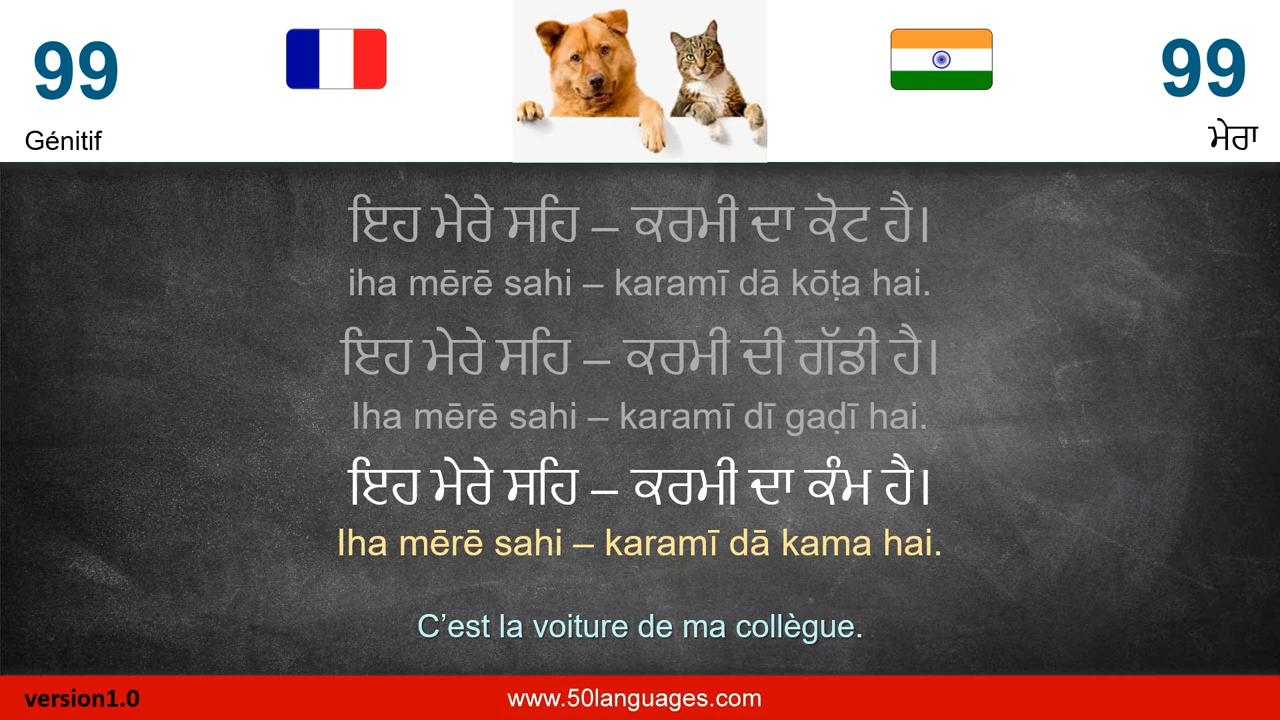 99
99
Génitif
ਮੇਰਾ
ਇਹ ਮੇਰੇ ਸਹਿ – ਕਰਮੀ ਦਾ ਕੋਟ ਹੈ।
iha mērē sahi – karamī dā kōṭa hai.
ਇਹ ਮੇਰੇ ਸਹਿ – ਕਰਮੀ ਦੀ ਗੱਡੀ ਹੈ।
Iha mērē sahi – karamī dī gaḍī hai.
ਇਹ ਮੇਰੇ ਸਹਿ – ਕਰਮੀ ਦਾ ਕੰਮ ਹੈ।
Iha mērē sahi – karamī dā kama hai.
C’est la voiture de ma collègue.
version1.0
www.50languages.com